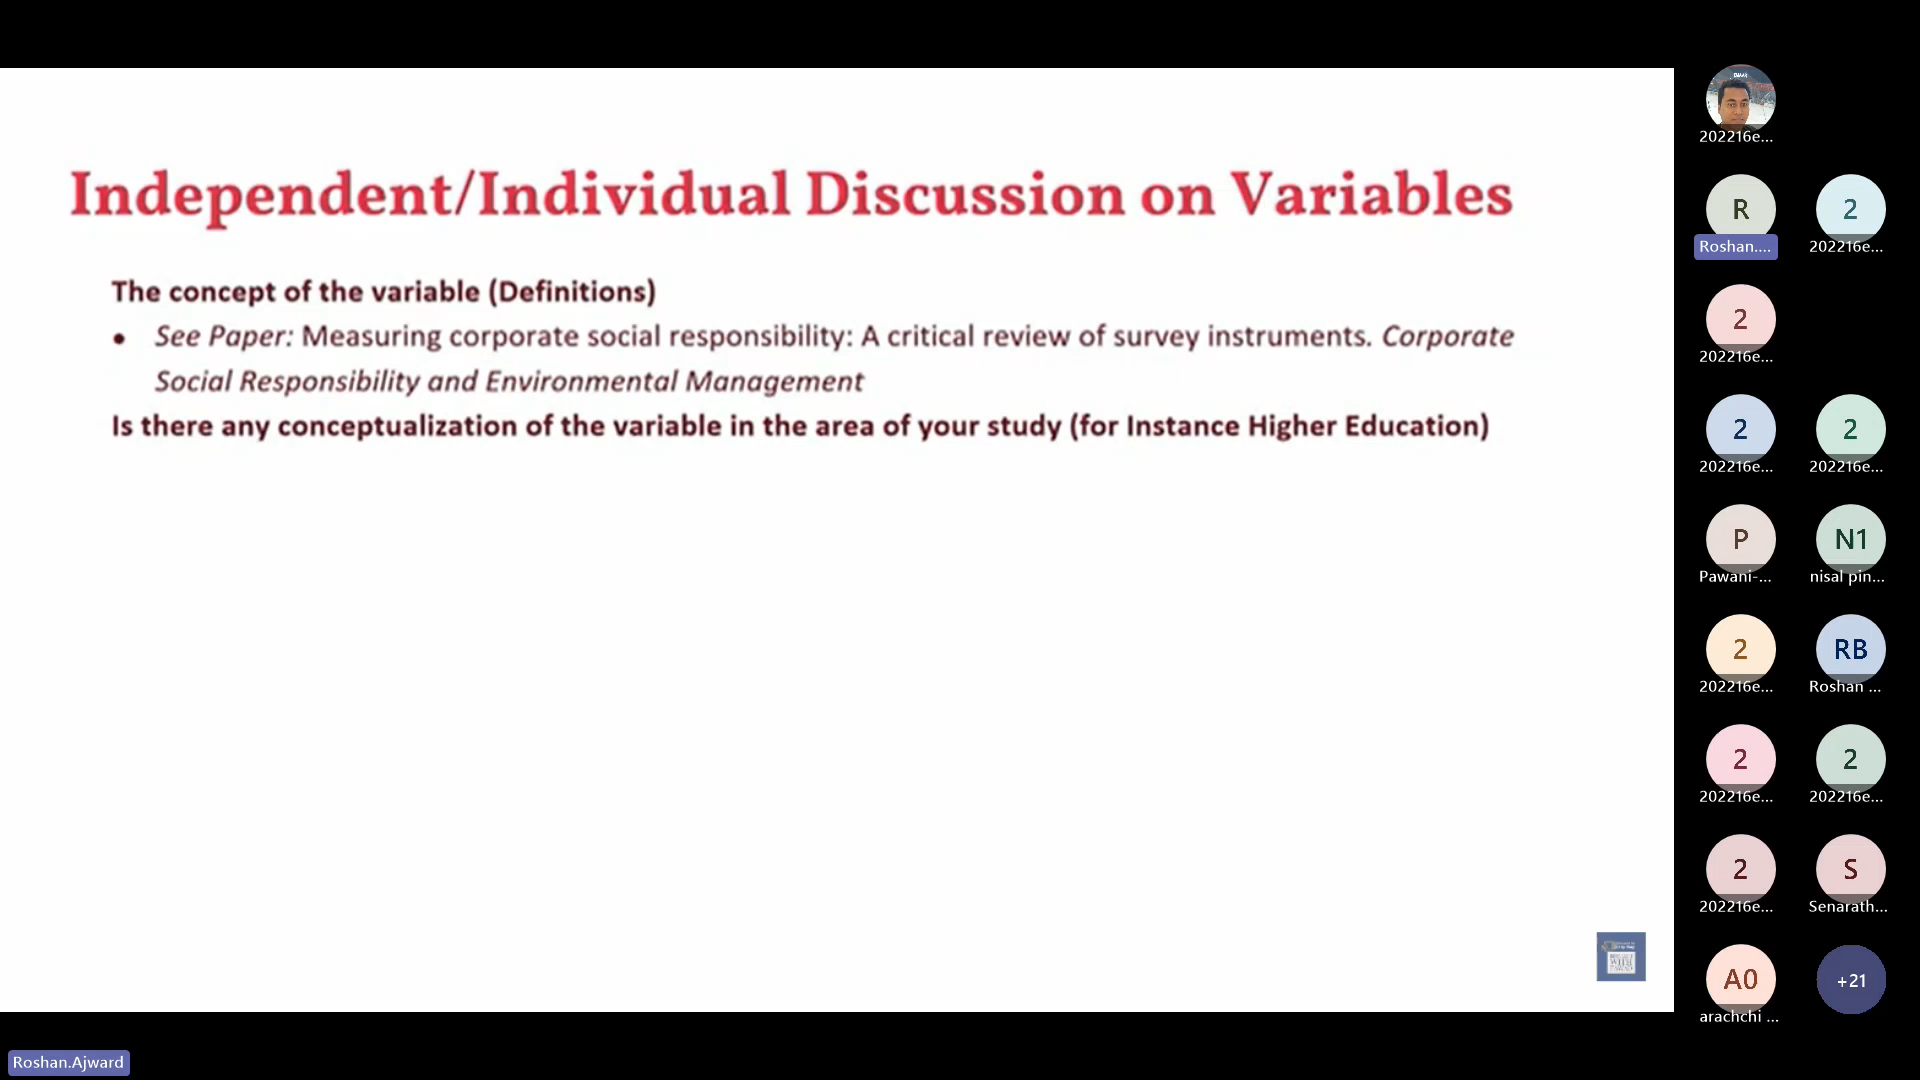 Independent/Individual Discussion on Variables
The concept of the variable (Definitions)
• See Paper: Measuring corporate social responsibility: A critical review of survey instruments. Corporate
Social Responsibility and Environmental Management
Is there any conceptualization of the variable in the area of your study (for Instance Higher Education)
202216e...
R
Roshan....
2
202216e...
2
202216e...
2
202216e...
2
202216e...
P
Pawani-...
N1
nisal pin...
2
202216e...
RB
Roshan ...
2
202216e...
2
202216e...
2
202216e...
S
Senarath...
A0
arachchi ...
+21
Roshan.Ajward